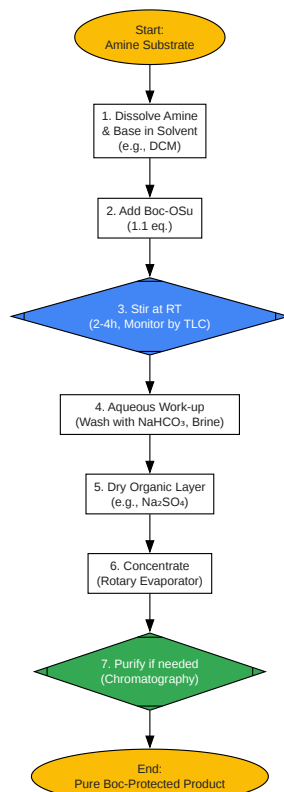 Start:
Amine Substrate
1. Dissolve Amine
& Base in Solvent
(e.g., DCM)
2. Add Boc-OSu
(1.1 eq.)
3. Stir at RT
(2-4h, Monitor by TLC)
4. Aqueous Work-up
(Wash with NaHCO₃, Brine)
5. Dry Organic Layer
(e.g., Na₂SO₄)
6. Concentrate
(Rotary Evaporator)
7. Purify if needed
(Chromatography)
End:
Pure Boc-Protected Product